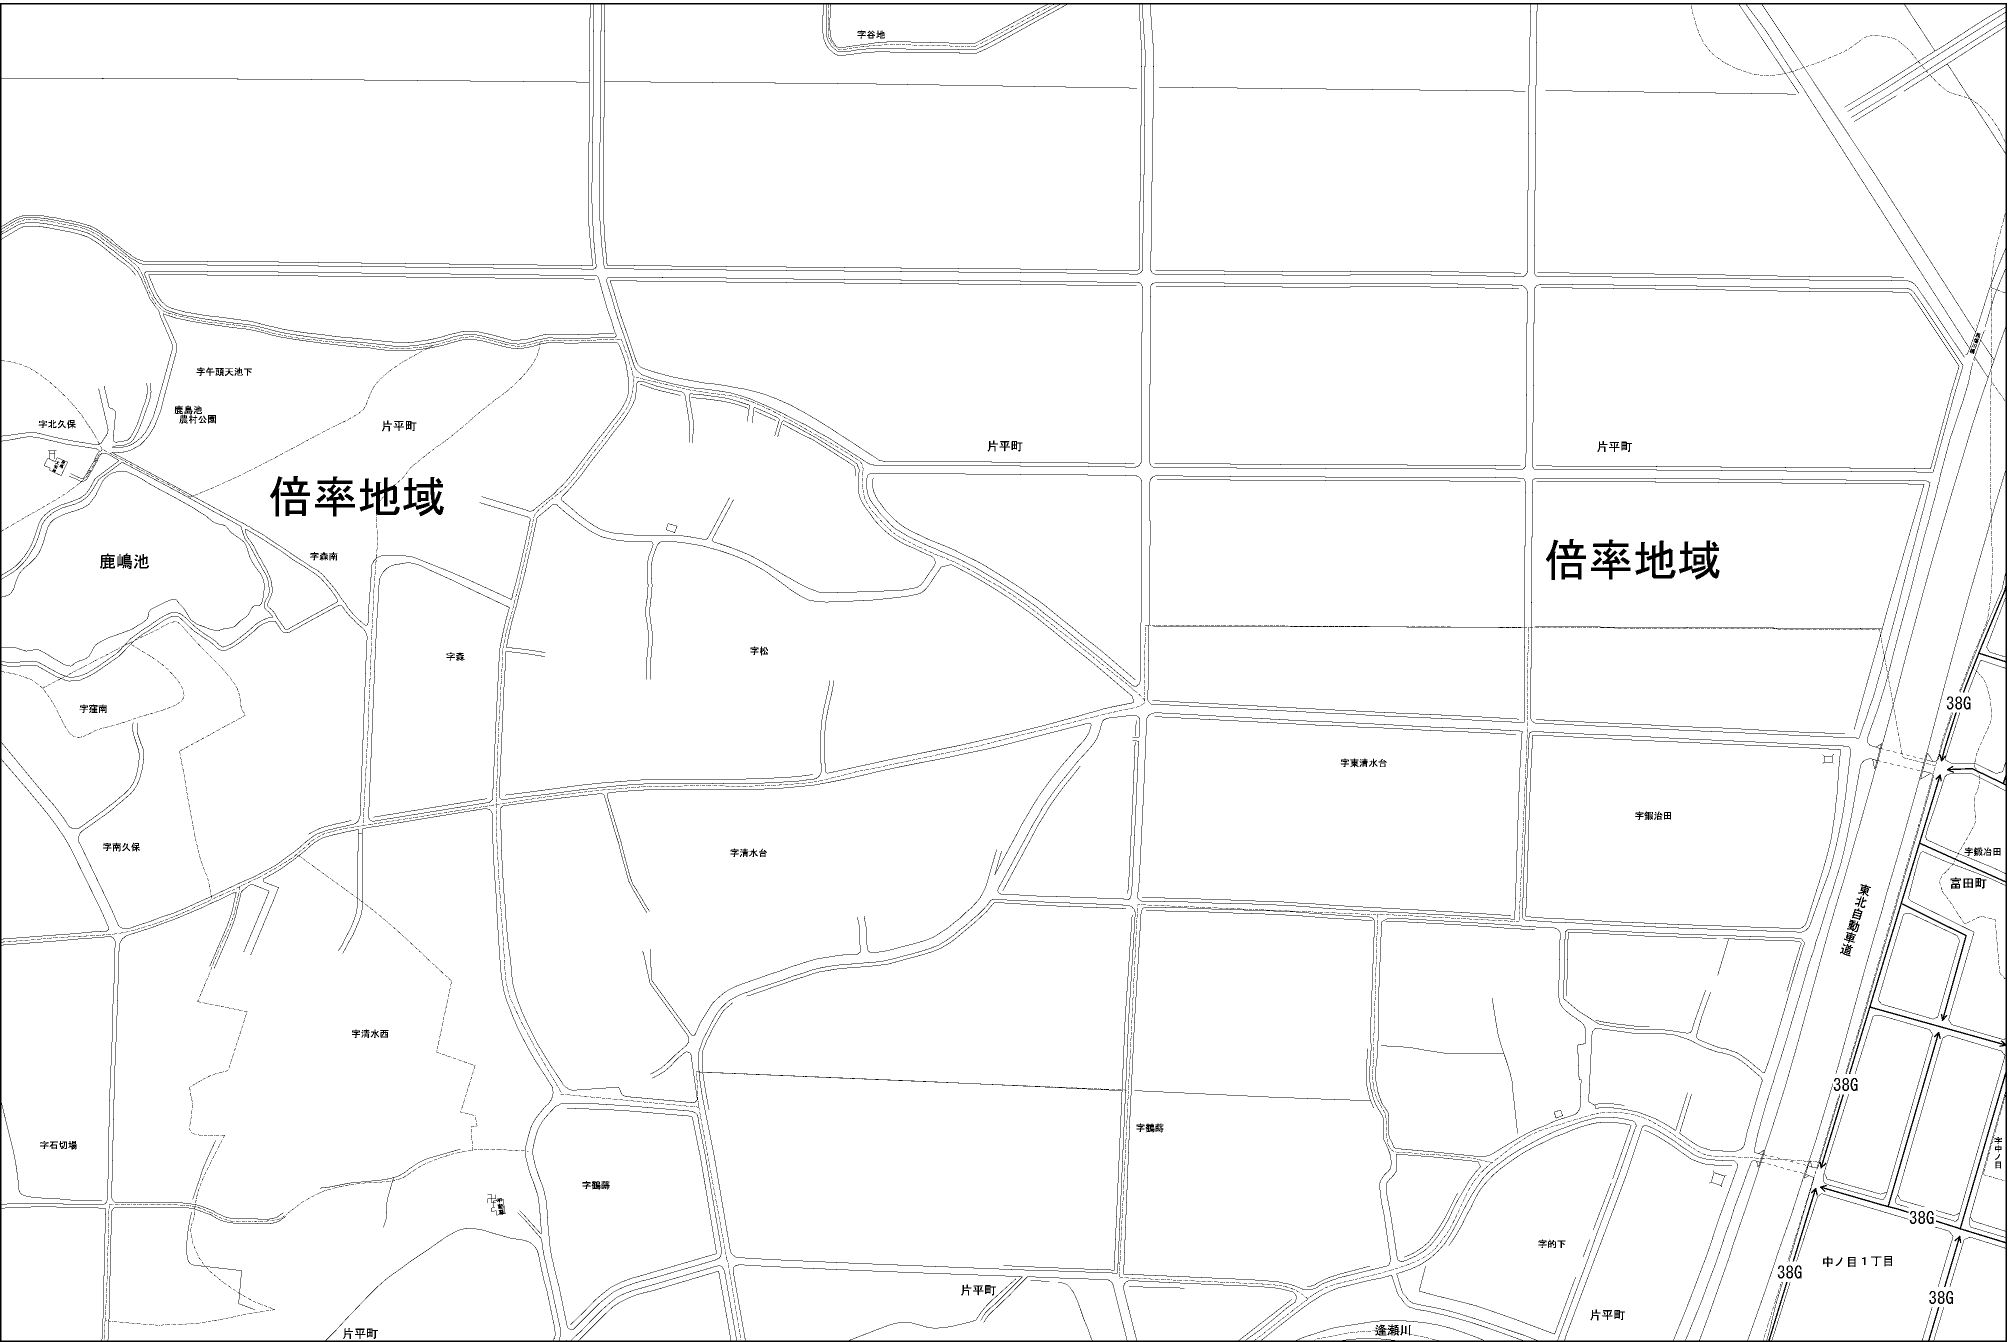 字谷地
字午頭天池下
鹿島池
農村公園
字北久保
片平町
片平町
片平町
倍率地域
倍率地域
鹿嶋池
字森南
字森
字松
字窪南
38G
字東清水台
字鍛冶田
字南久保
字清水台
字鍛冶田
富田町
東北自動車道
字清水西
38G
字鶴蒔
字石切場
字中ノ目
字鶴蒔
38G
字的下
中ノ目1丁目
38G
片平町
38G
片平町
片平町
逢瀬川